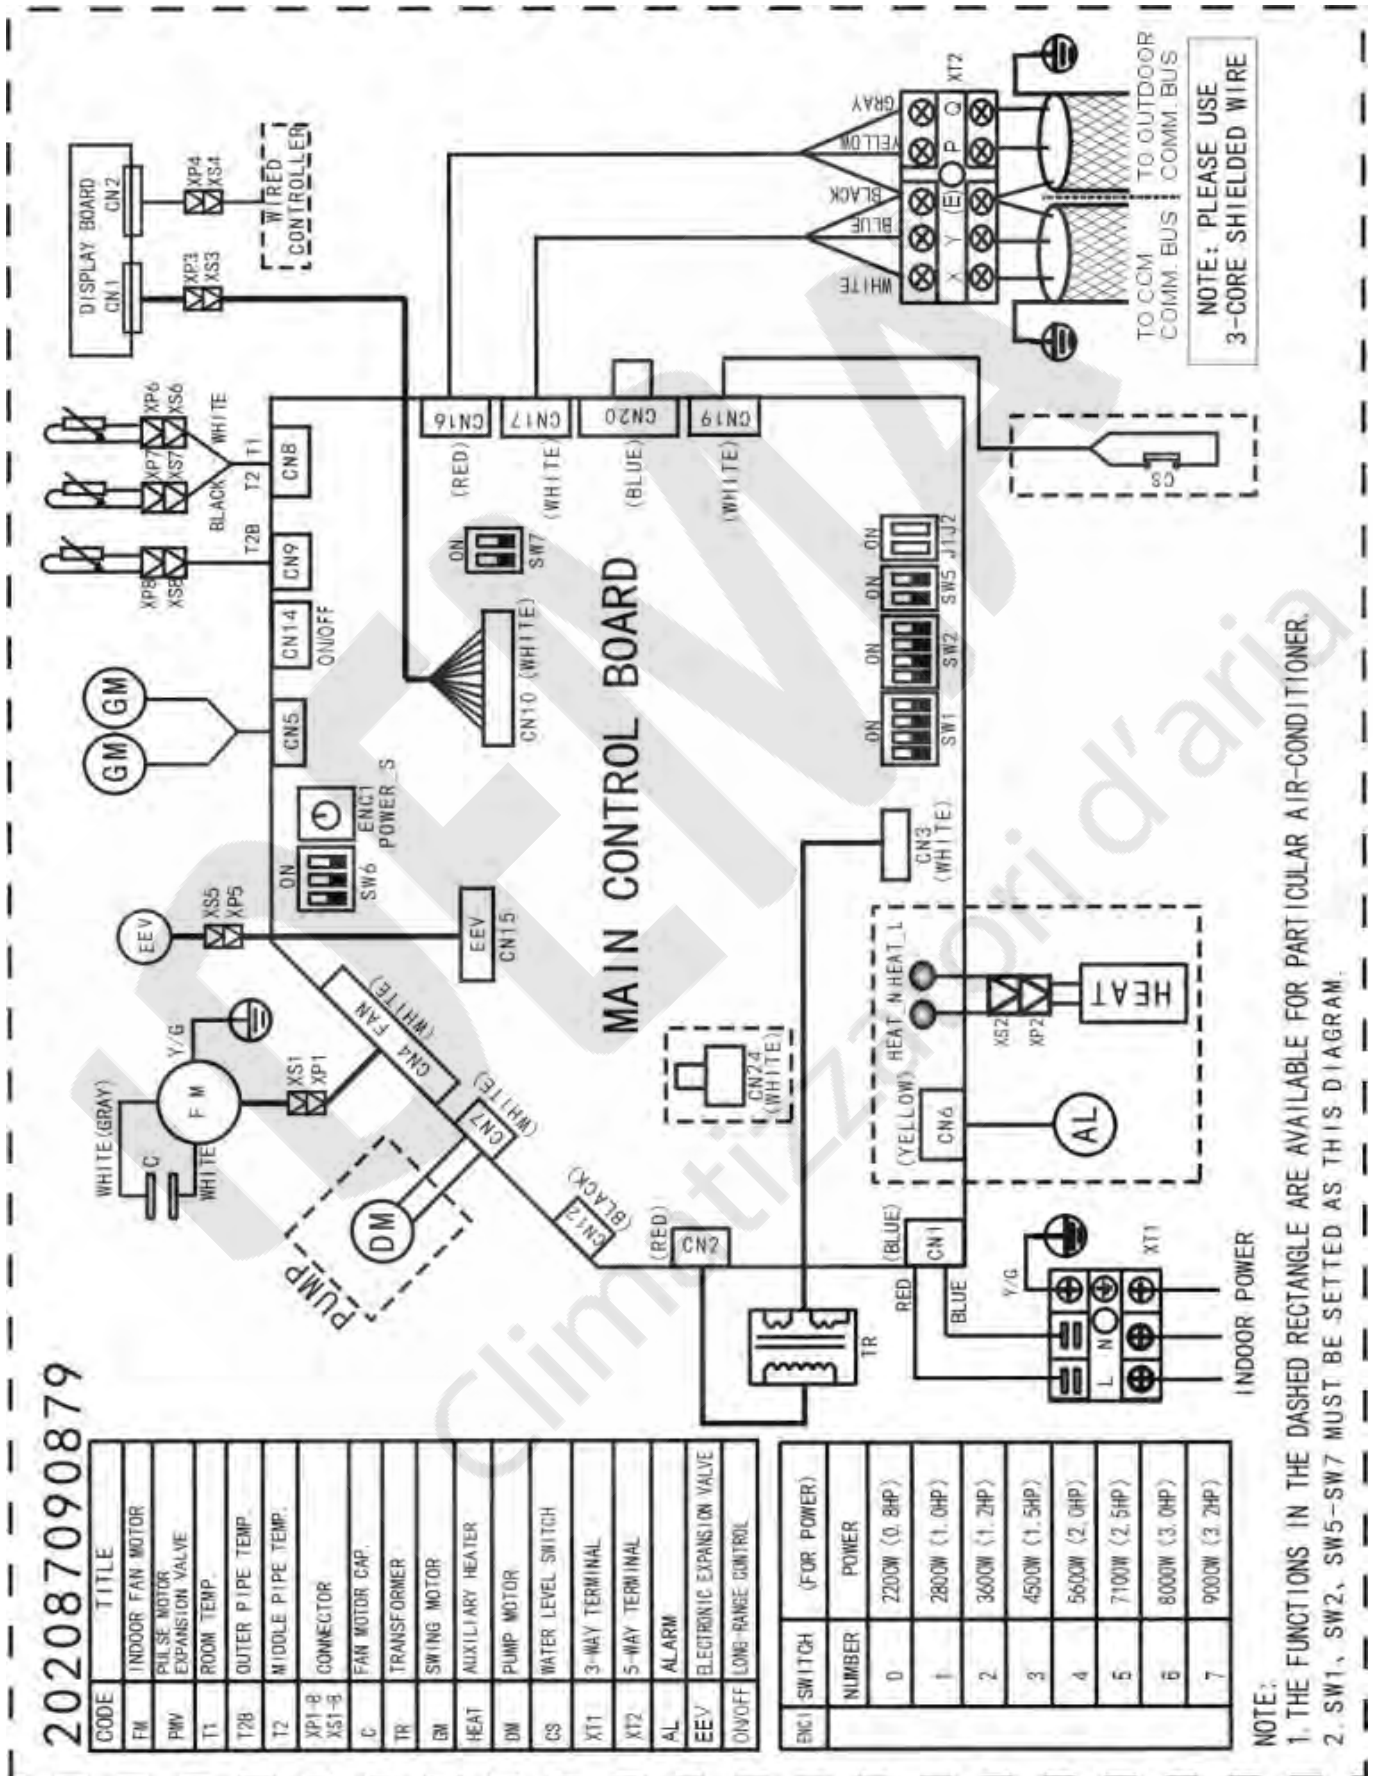 202087090879
CODE TITLE
FM INDOOR FAN MOTOR
PMV PULSE MOTOR EXPANSION VALVE
T1 ROOM TEMP.
T2B OUTER PIPE TEMP.
T2 MIDDLE PIPE TEMP.
XP1-8 XS1-8 CONNECTOR
C FAN MOTOR CAP.
TR TRANSFORMER
GM SWING MOTOR
HEAT AUXILIARY HEATER
DM PUMP MOTOR
CS WATER LEVEL SWITCH
XT1 3-WAY TERMINAL
XT2 5-WAY TERMINAL
AL ALARM
EEV ELECTRONIC EXPANSION VALVE
ON/OFF LONG-RANGE CONTROL
ENC1 SWITCH (FOR POWER)
NUMBER POWER
0 2200W (0.8HP)
1 2800W (1.0HP)
2 3600W (1.2HP)
3 4500W (1.5HP)
4 5600W (2.0HP)
5 7100W (2.5HP)
6 8000W (3.0HP)
7 9000W (3.2HP)
WHITE(GRAY)
C
WHITE
FM
Y/G
XS1
XP1
EEV
XS5
XP5
GM
GM
XP8
XS8
XP7
XS7
XP6
XS6
BLACK
WHITE
T2B
T2
T1
DISPLAY BOARD
CN1
CN2
XP3
XS3
XP4
XS4
WIRED
CONTROLLER
PUMP
DM
CN7
(WHITE)
CN4 FAN
(WHITE)
CN12
(BLACK)
ON
SW6
ENC1
POWER_S
CN5
CN14
ON/OFF
CN9
CN8
EEV
CN15
CN10 (WHITE)
ON
SW7
CN16
(RED)
CN17
(WHITE)
CN20
(BLUE)
CN19
(WHITE)
MAIN CONTROL BOARD
CN24
(WHITE)
(RED)
CN2
TR
CN3
(WHITE)
ON
SW1
ON
SW2
ON
SW5
ON
J1J2
(BLUE)
CN1
RED
BLUE
(YELLOW)
CN6
AL
HEAT_N
HEAT_L
XS2
XP2
HEAT
Y/G
L
N
XT1
INDOOR POWER
CS
WHITE
BLUE
BLACK
YELLOW
GRAY
X
Y
(E)
P
Q
XT2
TO CCM
COMM. BUS
TO OUTDOOR
COMM. BUS
NOTE: PLEASE USE
3-CORE SHIELDED WIRE
NOTE:
1. THE FUNCTIONS IN THE DASHED RECTANGLE ARE AVAILABLE FOR PARTICULAR AIR-CONDITIONER.
2. SW1、SW2、SW5-SW7 MUST BE SETTED AS THIS DIAGRAM.
DEMA
Climatizzatori d'aria